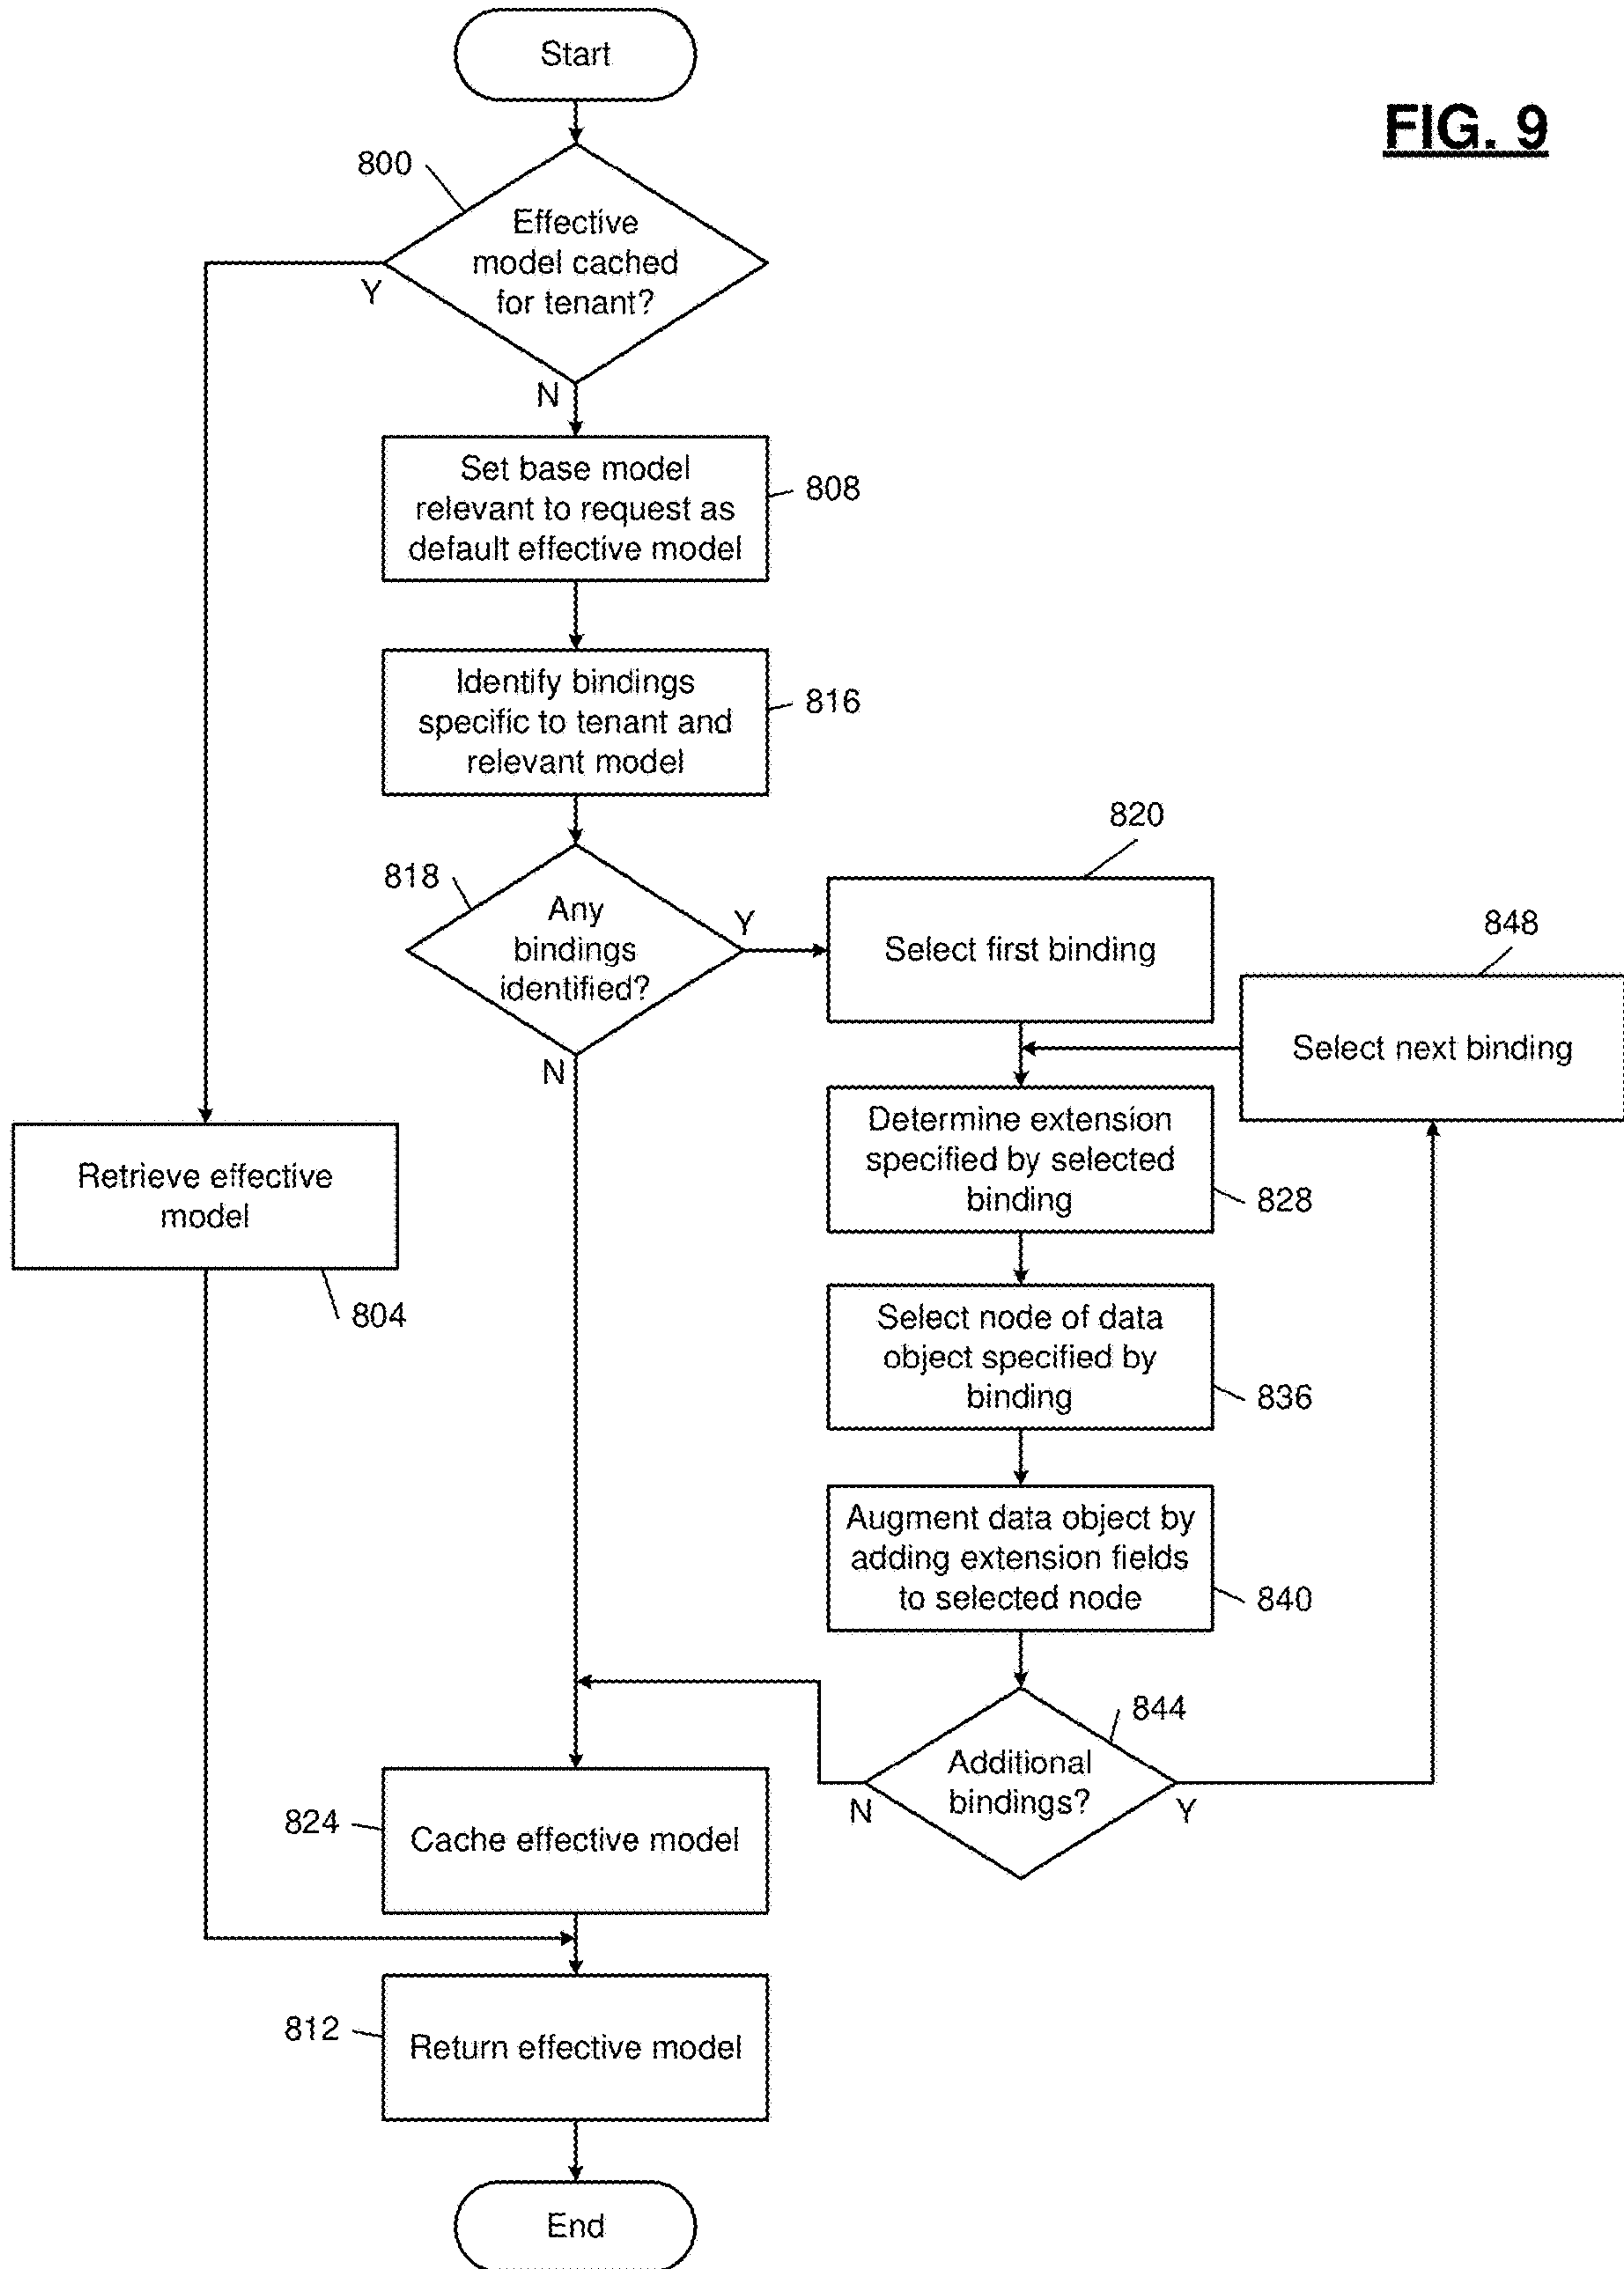 Start
FIG. 9
800
Effective
model cached
for tenant?
Y
N
Set base model
relevant to request as
default effective model
808
Identify bindings
specific to tenant and
relevant model
816
818
Any
bindings
identified?
Y
N
820
Select first binding
848
Select next binding
Determine extension
specified by selected
binding
828
Retrieve effective
model
804
Select node of data
object specified by
binding
836
Augment data object by
adding extension fields
to selected node
840
844
Additional
bindings?
N
Y
824
Cache effective model
812
Return effective model
End